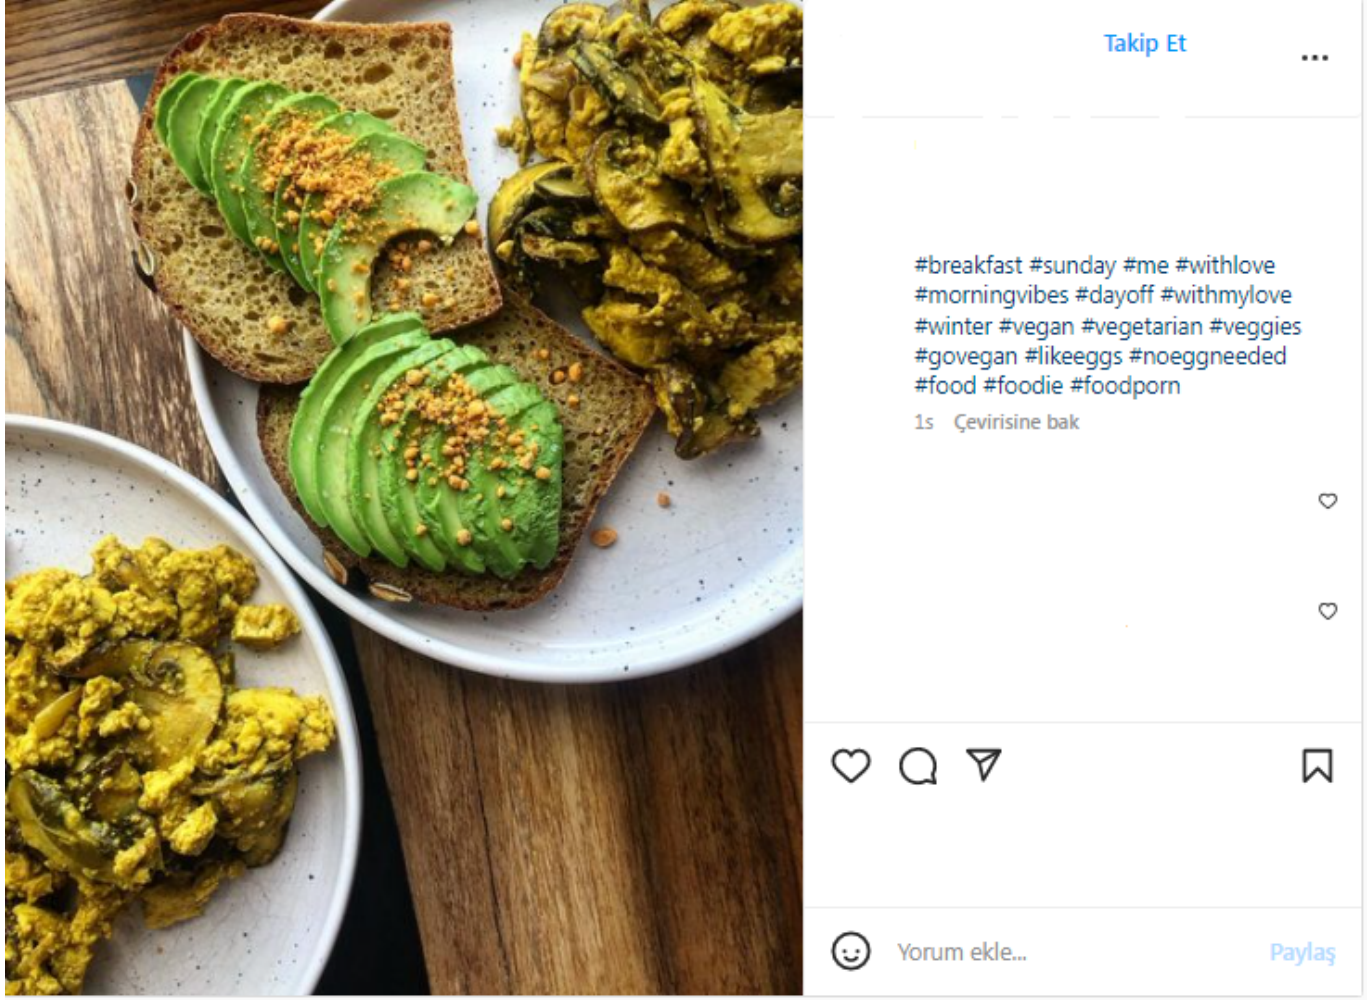 Takip Et
#breakfast #sunday #me #withlove
#morningvibes #dayoff #withmylove
#winter #vegan #vegetarian #veggies
#govegan #likeeggs #noeggneeded
#food #foodie #foodporn
1s Çevirisine bak
Yorum ekle... Paylaş